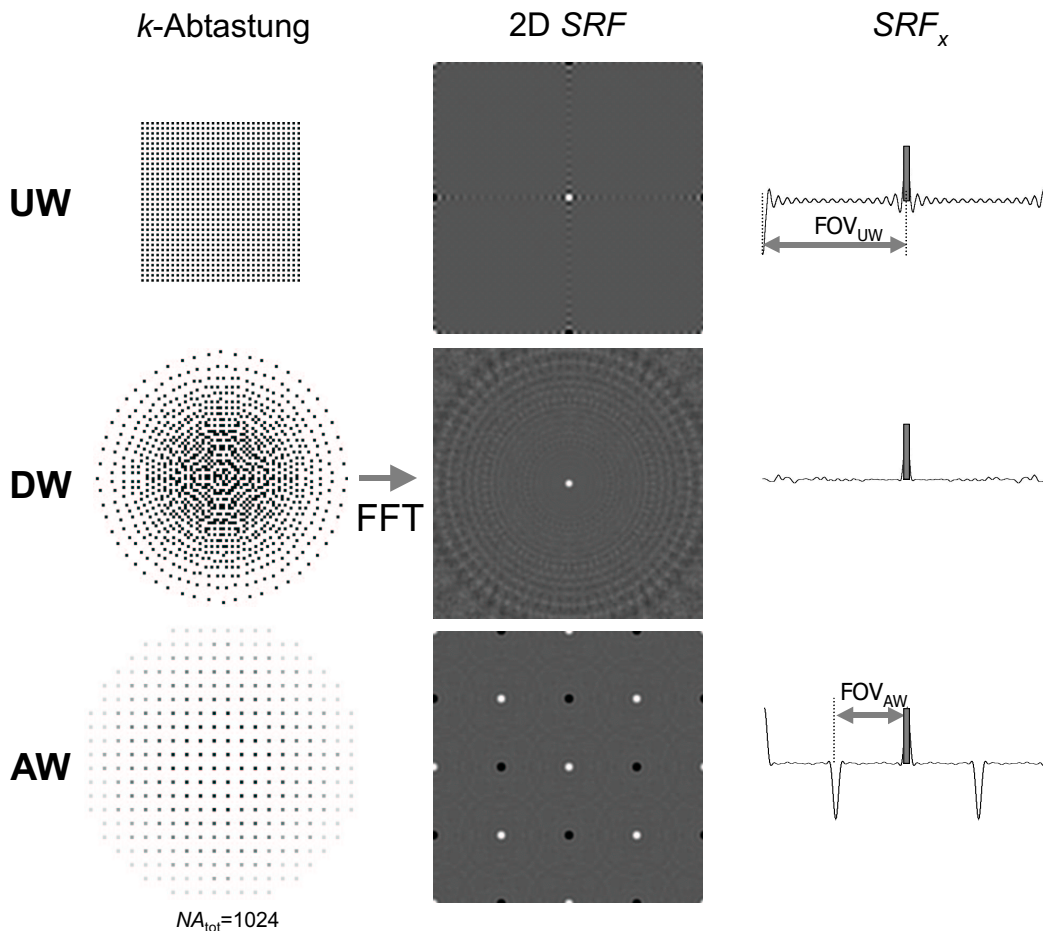 k-Abtastung
2D SRF
SRFx
UW
FOVUW
DW
FFT
AW
FOVAW
NAtot=1024